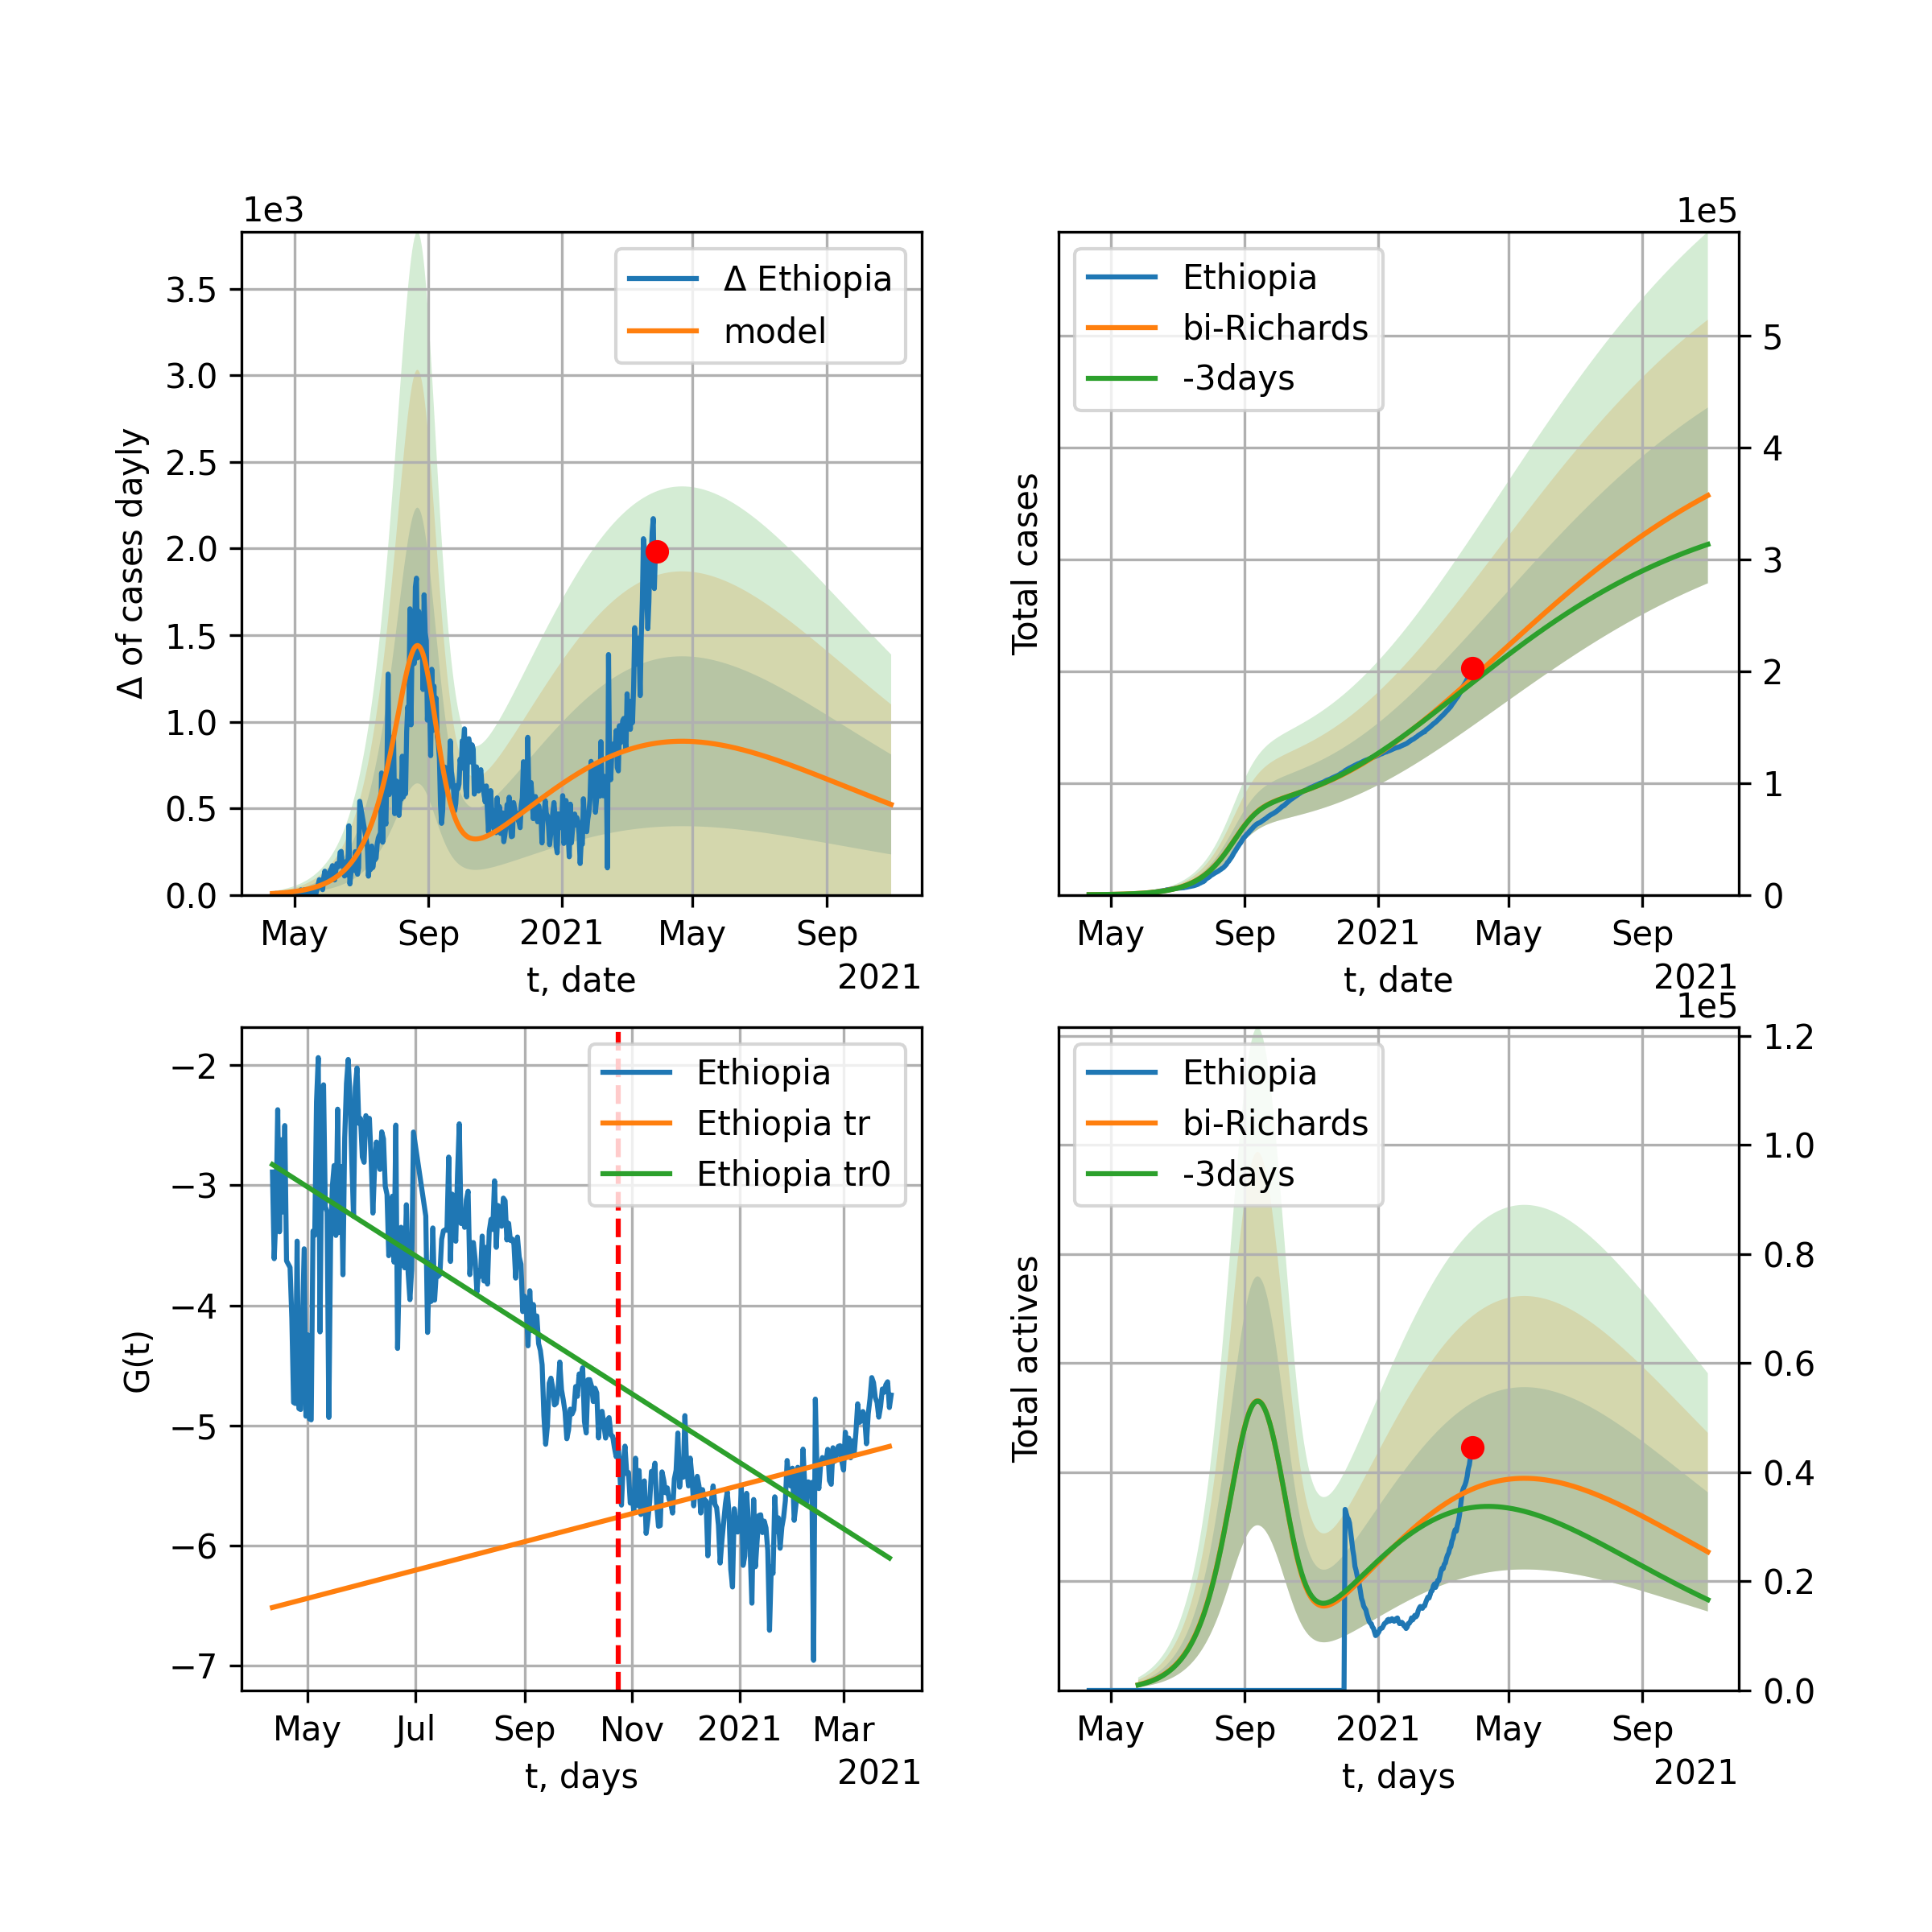 1e3
Δ of cases dayly
3.5
3.0
2.5
2.0
1.5
1.0
0.5
0.0
Δ Ethiopia
model
May Sep 2021 May Sep
t, date
2021
1e5
Total cases
Ethiopia
bi-Richards
-3days
5
4
3
2
1
0
May Sep 2021 May Sep
t, date
2021
G(t)
−2
−3
−4
−5
−6
−7
Ethiopia
Ethiopia tr
Ethiopia tr0
May Jul Sep Nov 2021 Mar
t, days
2021
1e5
Total actives
Ethiopia
bi-Richards
-3days
1.2
1.0
0.8
0.6
0.4
0.2
0.0
May Sep 2021 May Sep
t, days
2021